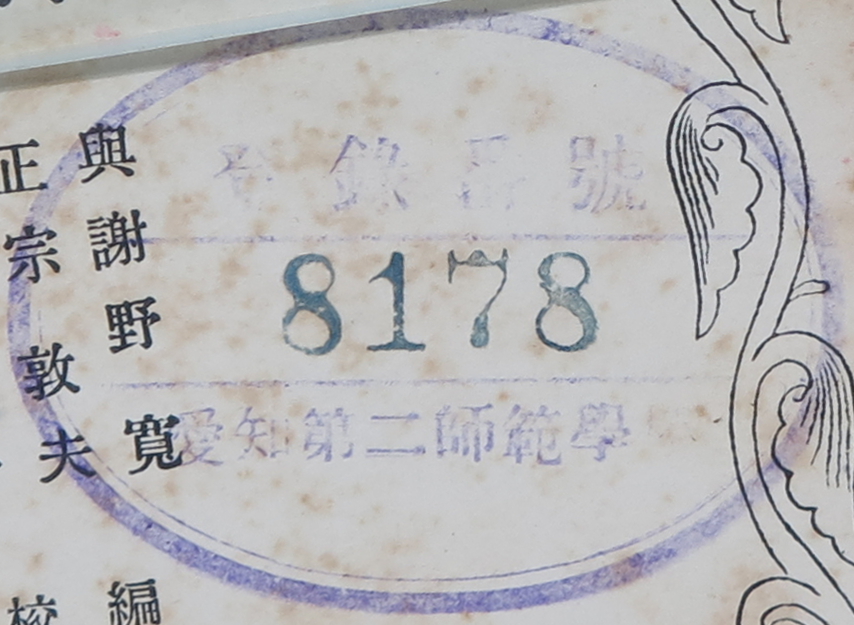 登錄番號
8178
愛知第二師範學
與謝野寬 編
正宗敦夫 校